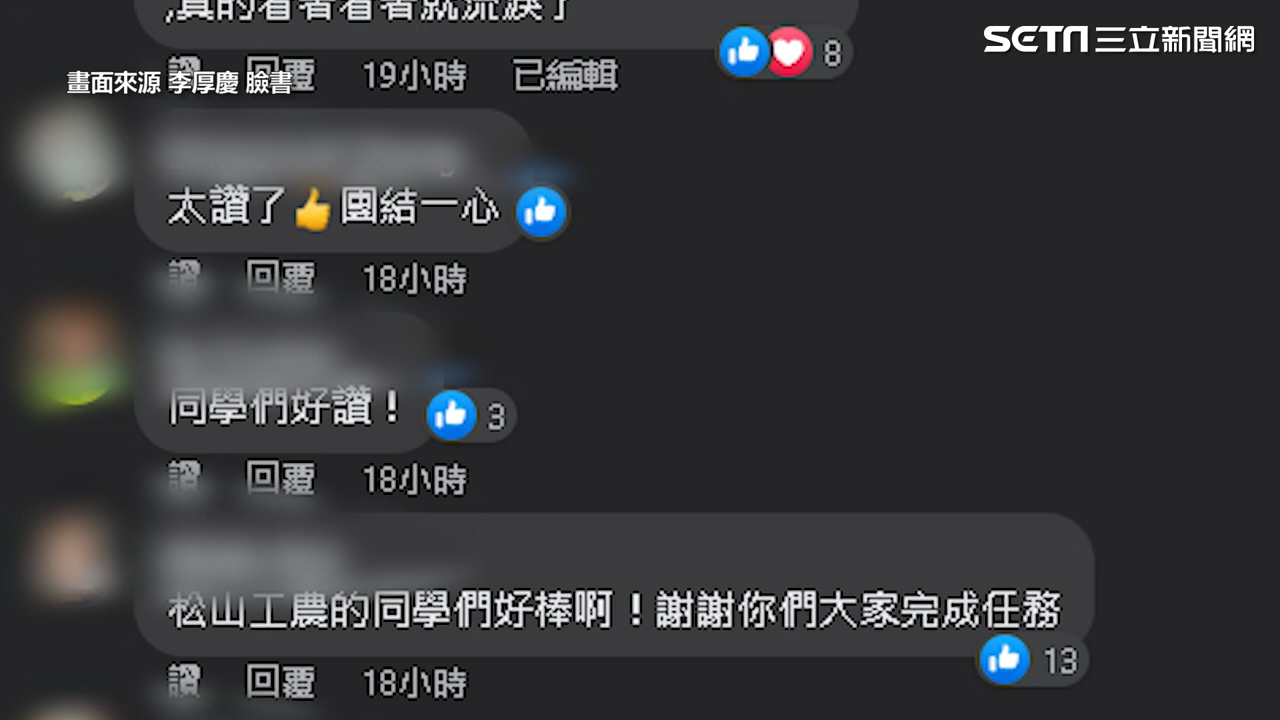 ,真的看著看著就流淚了
SETN三立新聞網
8
讚 回覆 19小時 已編輯
畫面來源 李厚慶 臉書
太讚了👍團結一心
讚 回覆 18小時
同學們好讚！
3
讚 回覆 18小時
松山工農的同學們好棒啊！謝謝你們大家完成任務
13
讚 回覆 18小時